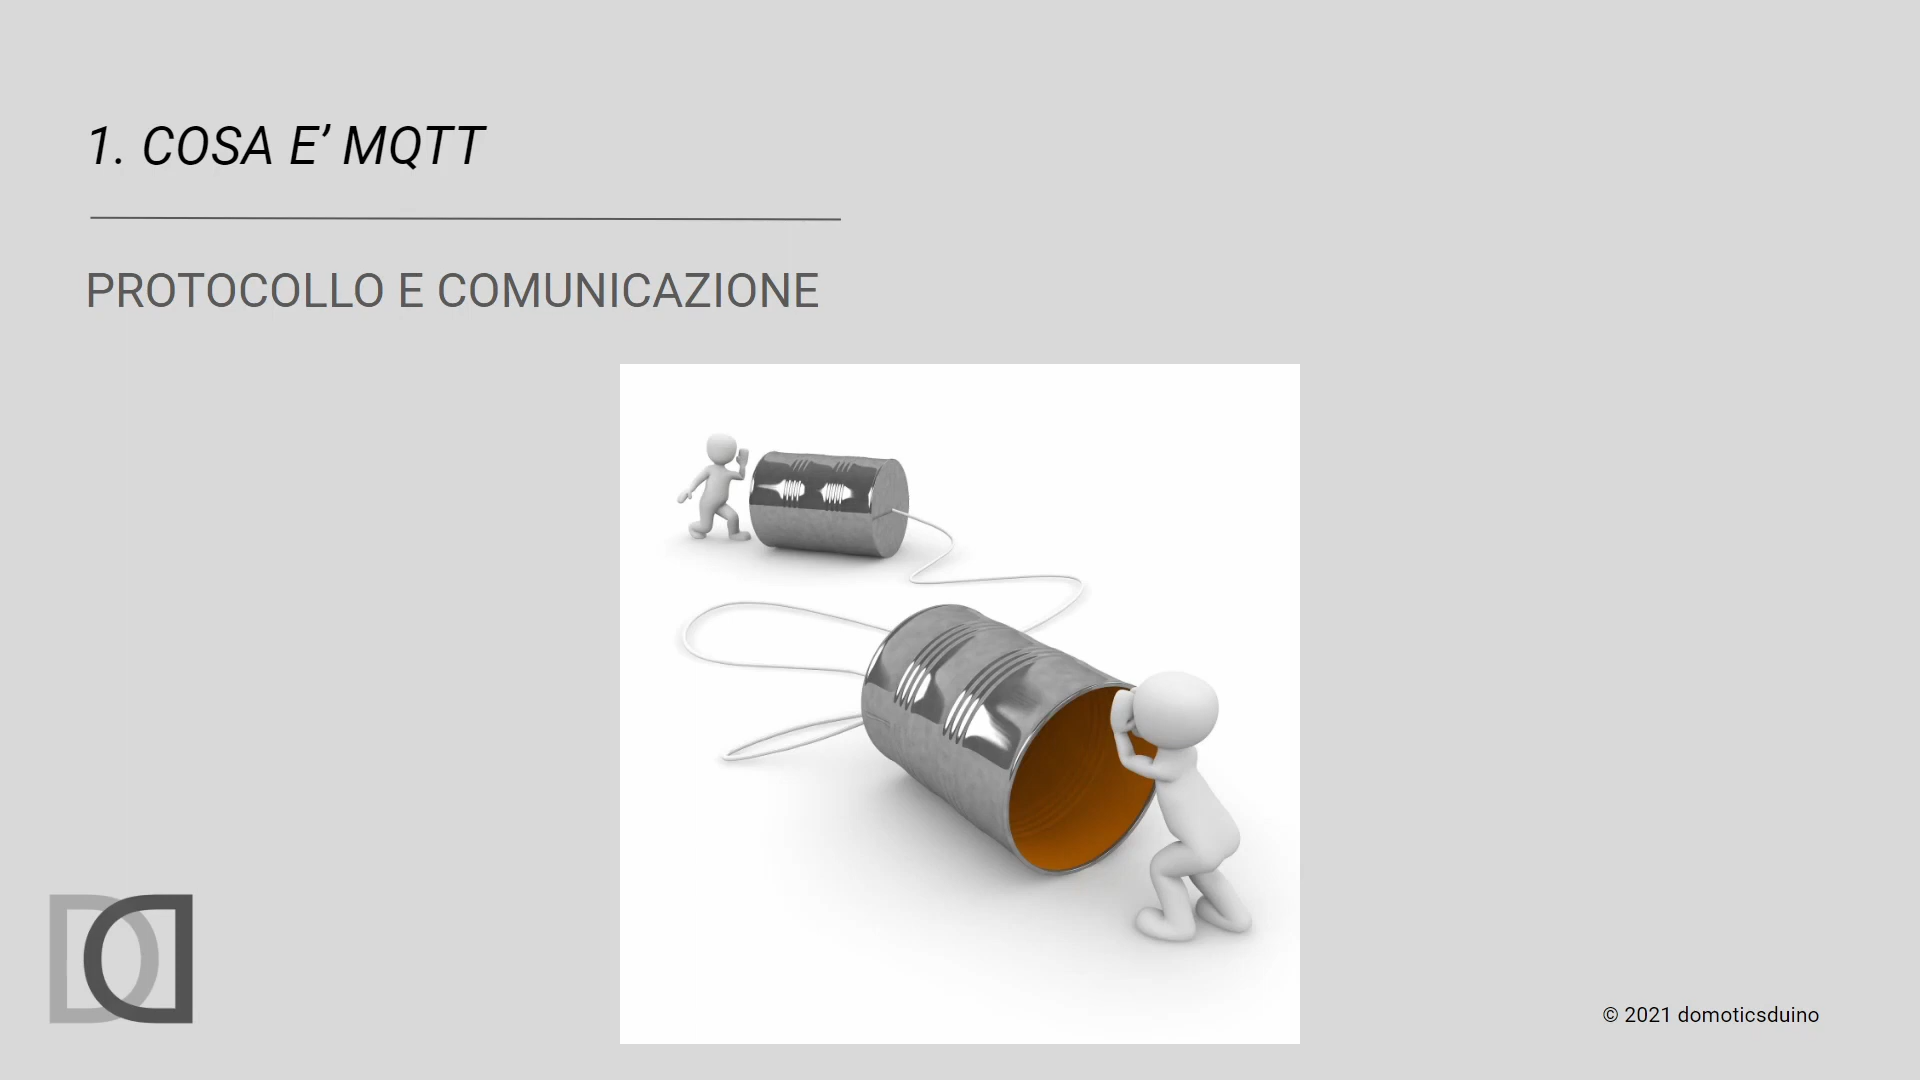 1. COSA E’ MQTT
PROTOCOLLO E COMUNICAZIONE
© 2021 domoticsduino